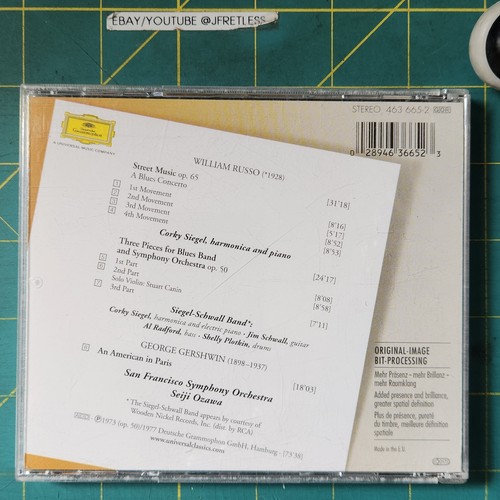 EBAY/YOUTUBE @JFRETLESS
STEREO 463 665-2
Deutsche Grammophon
A UNIVERSAL MUSIC COMPANY
0 28946 36652 3
WILLIAM RUSSO (*1928)
Street Music op. 65
A Blues Concerto [31'18]
1 1st Movement [8'16]
2 2nd Movement [5'17]
3 3rd Movement [8'52]
4 4th Movement [8'53]
Corky Siegel, harmonica and piano
Three Pieces for Blues Band
and Symphony Orchestra op. 50 [24'17]
5 1st Part [8'08]
6 2nd Part [8'58]
Solo Violin: Stuart Canin
7 3rd Part [7'11]
Siegel-Schwall Band*:
Corky Siegel, harmonica and electric piano · Jim Schwall, guitar
Al Radford, bass · Shelly Plotkin, drums
GEORGE GERSHWIN (1898–1937)
8 An American in Paris [18'03]
San Francisco Symphony Orchestra
Seiji Ozawa
* The Siegel-Schwall Band appears by courtesy of
Wooden Nickel Records, Inc. (dist. by RCA)
℗ 1973 (op. 50)/1977 Deutsche Grammophon GmbH, Hamburg · [73'38]
www.universalclassics.com
ORIGINAL-IMAGE
BIT-PROCESSING
Mehr Präsenz - mehr Brillanz -
mehr Raumklang
Added presence and brilliance,
greater spatial definition
Plus de présence, pureté
du timbre, meilleure définition
spatiale
Made in the E.U.